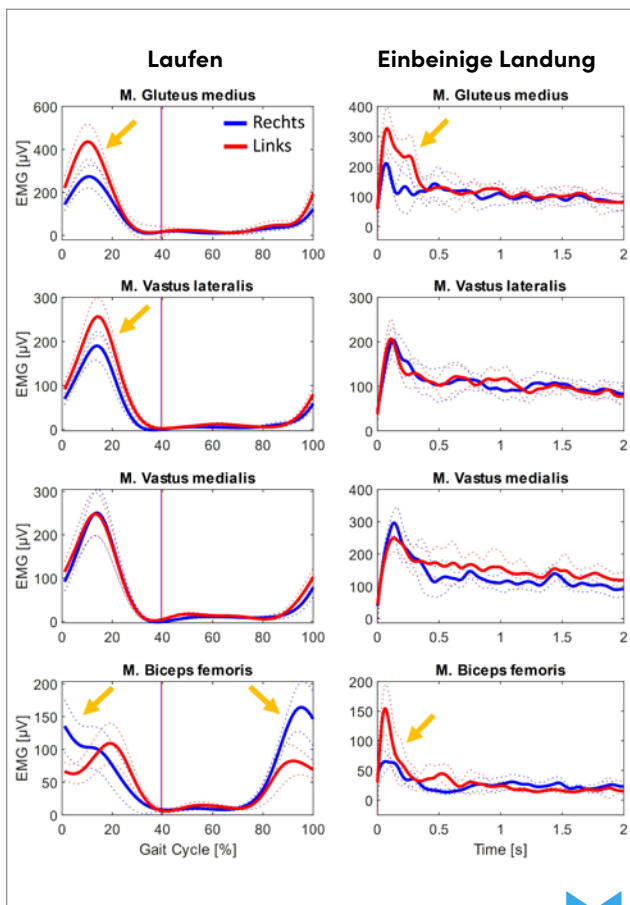 Laufen
Einbeinige Landung
M. Gluteus medius
600
400
200
0
EMG [µV]
0 20 40 60 80 100
Rechts
Links
M. Gluteus medius
400
300
200
100
0
0 0.5 1 1.5 2
M. Vastus lateralis
300
200
100
0
EMG [µV]
0 20 40 60 80 100
M. Vastus lateralis
300
200
100
0
0 0.5 1 1.5 2
M. Vastus medialis
300
200
100
0
EMG [µV]
0 20 40 60 80 100
M. Vastus medialis
400
300
200
100
0
0 0.5 1 1.5 2
M. Biceps femoris
200
150
100
50
0
EMG [µV]
0 20 40 60 80 100
Gait Cycle [%]
M. Biceps femoris
200
150
100
50
0
0 0.5 1 1.5 2
Time [s]